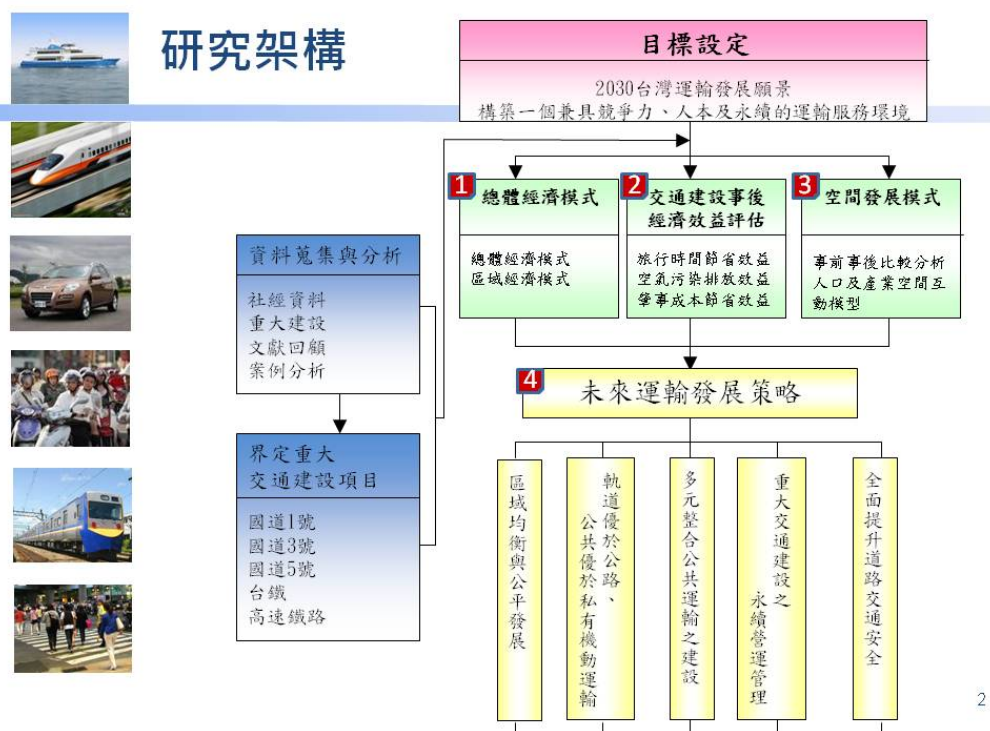 研究架構
目標設定
2030台灣運輸發展願景
構築一個兼具競爭力、人本及永續的運輸服務環境
1
總體經濟模式
總體經濟模式
區域經濟模式
2
交通建設事後
經濟效益評估
旅行時間節省效益
空氣污染排放效益
肇事成本節省效益
3
空間發展模式
事前事後比較分析
人口及產業空間互
動模型
資料蒐集與分析
社經資料
重大建設
文獻回顧
案例分析
界定重大
交通建設項目
國道1號
國道3號
國道5號
台鐵
高速鐵路
4
未來運輸發展策略
區域均衡與公平發展
軌道優於公路、
公共優於私有機動運輸
多元整合公共運輸之建設
重大交通建設之
永續營運管理
全面提升道路交通安全
2